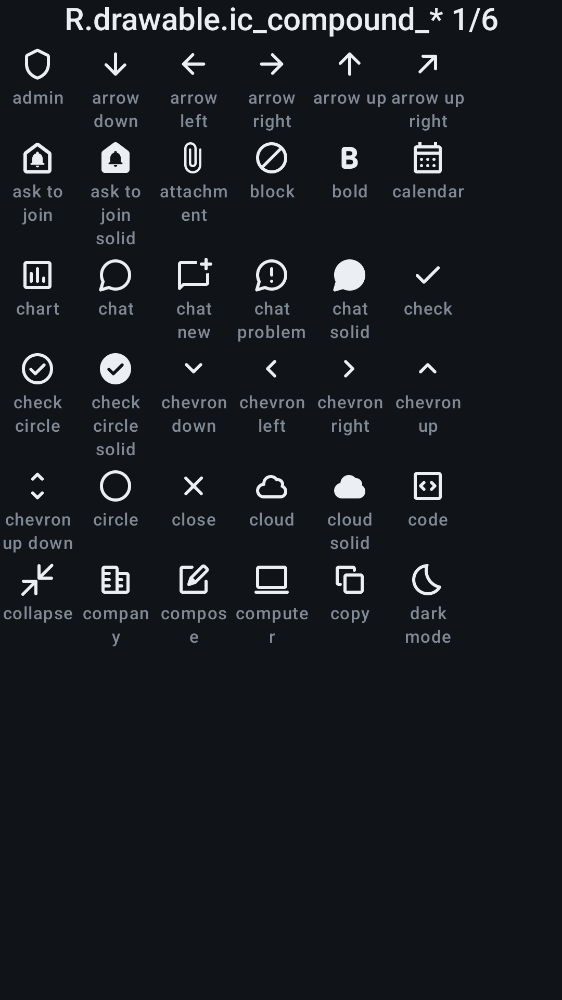 R.drawable.ic_compound_* 1/6
admin arrow arrow arrow arrow up arrow up
down left right right
ask to ask to attachm block bold calendar
join join ent
solid
chart chat chat chat chat check
new problem solid
check check chevron chevron chevron chevron
circle circle down left right up
solid
chevron circle close cloud cloud code
up down solid
collapse compan compos compute copy dark
y e r mode